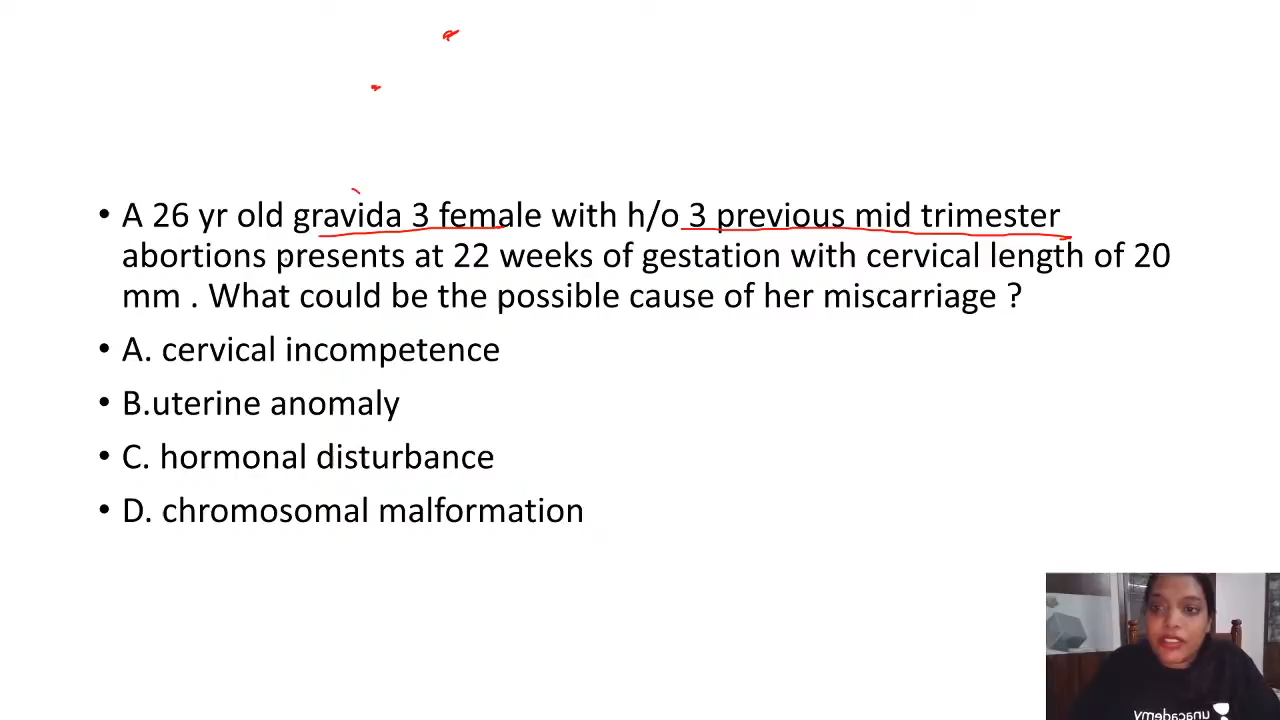 • A 26 yr old gravida 3 female with h/o 3 previous mid trimester
abortions presents at 22 weeks of gestation with cervical length of 20
mm . What could be the possible cause of her miscarriage ?
• A. cervical incompetence
• B.uterine anomaly
• C. hormonal disturbance
• D. chromosomal malformation
unacademy